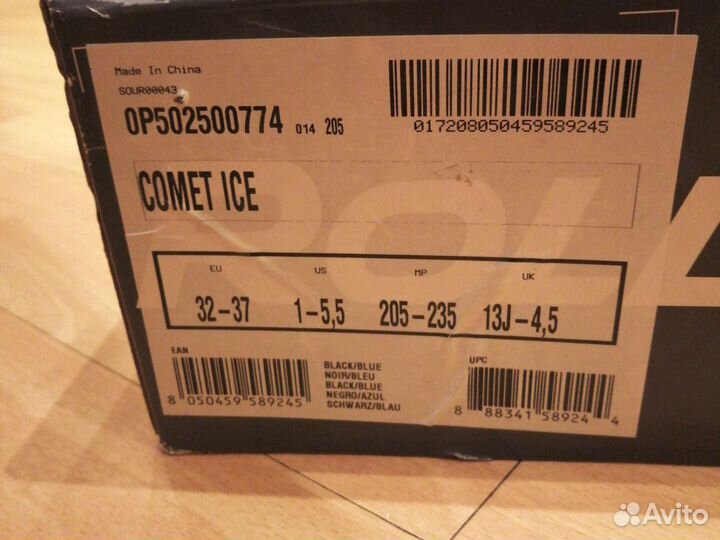 Made In China
SOUR00043
0P502500774 014 205
017208050459589245
COMET ICE
ROL
EU US MP UK
32-37 1-5,5 205-235 13J-4,5
EAN
8 050459 589245
BLACK/BLUE
NOIR/BLEU
BLACK/BLUE
NEGRO/AZUL
SCHWARZ/BLAU
UPC
8 88341 58924 4
Avito